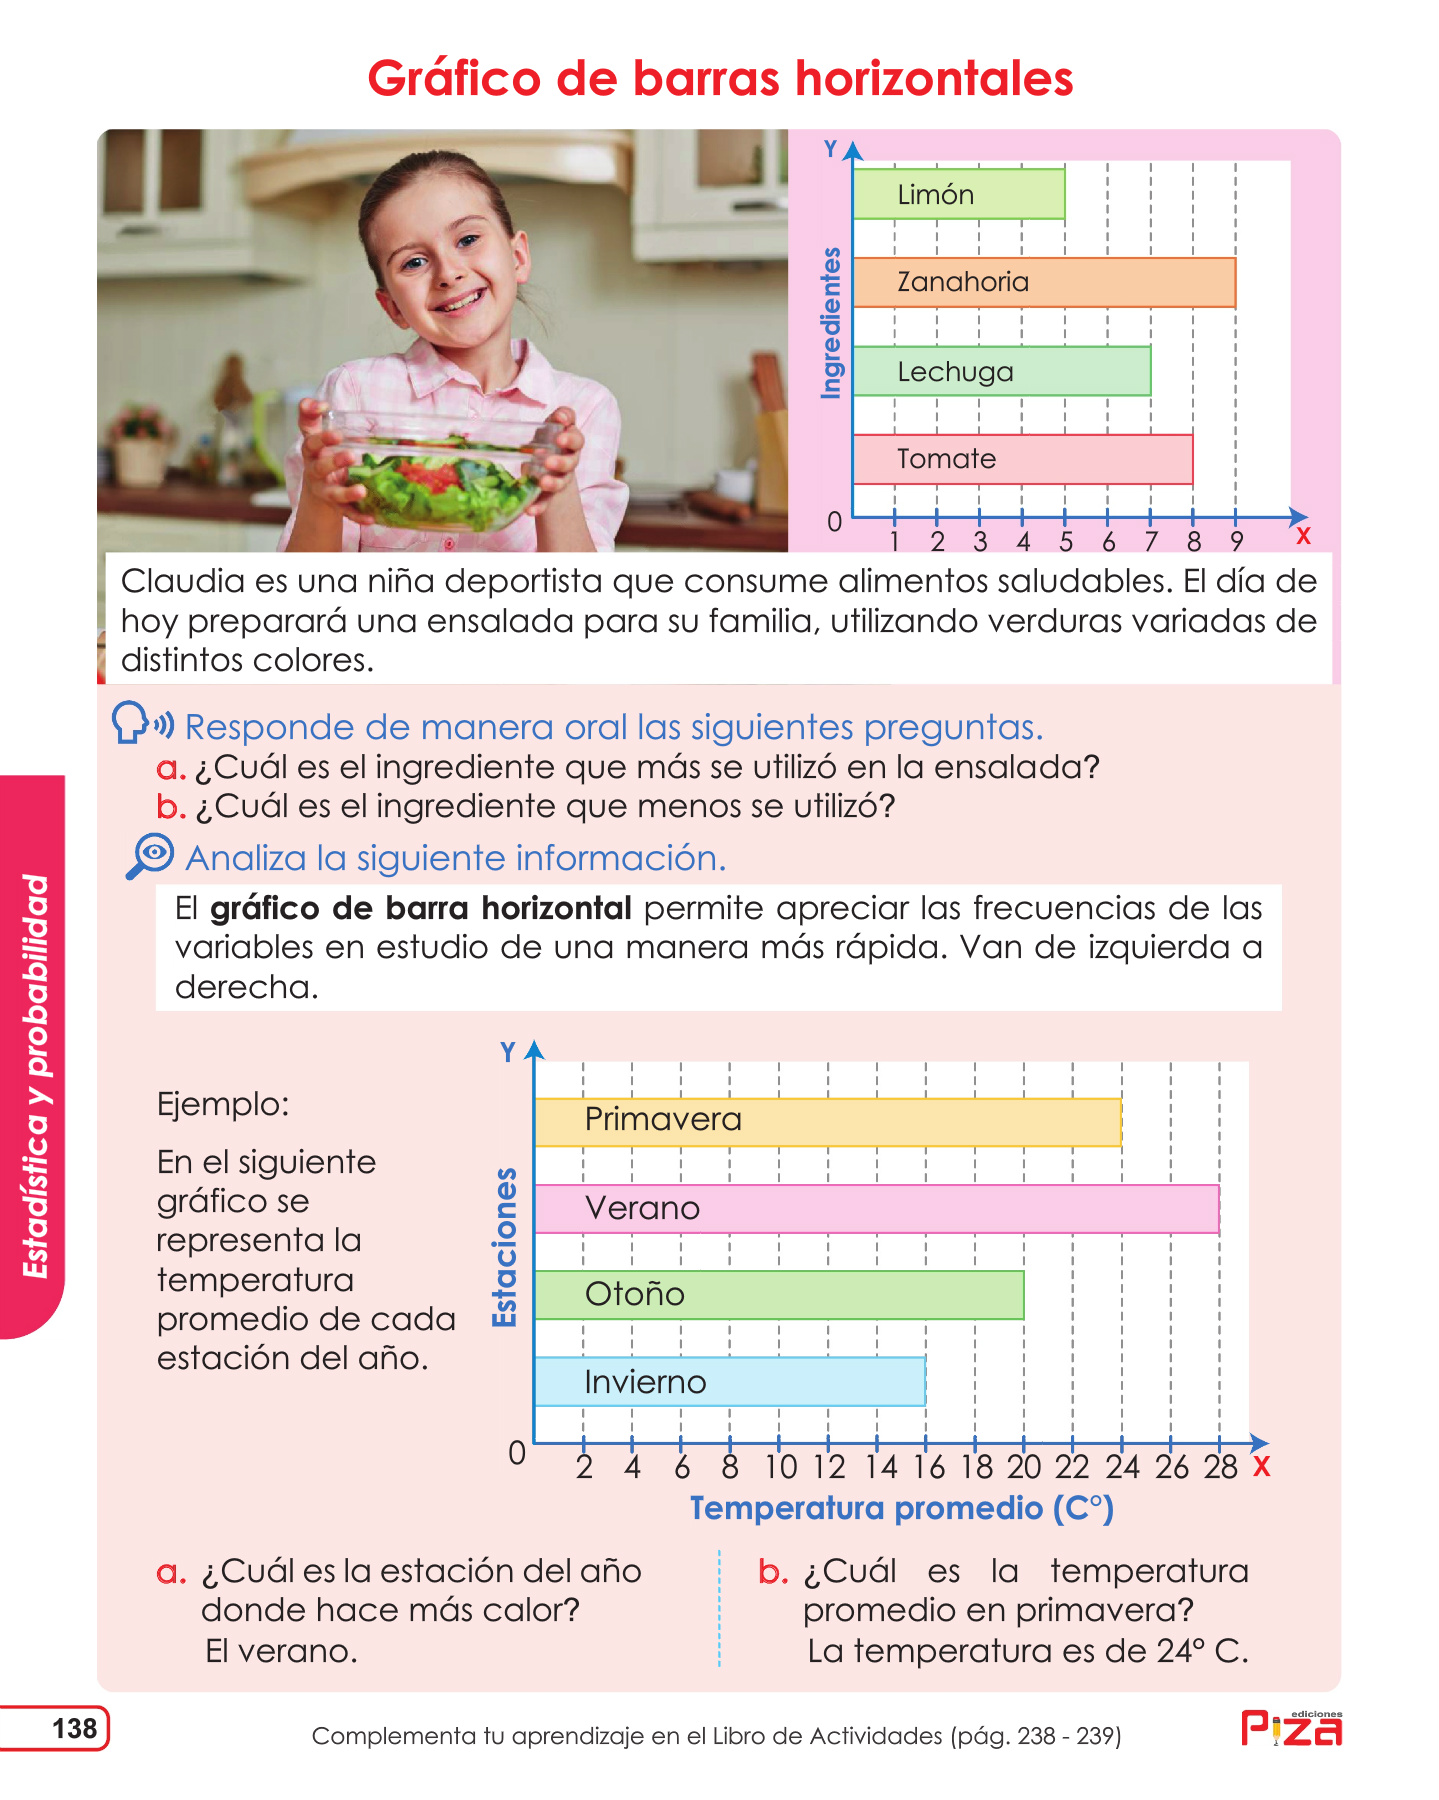 Gráfico de barras horizontales
Y
Ingredientes
Limón
Zanahoria
Lechuga
Tomate
0
1 2 3 4 5 6 7 8 9 X
Claudia es una niña deportista que consume alimentos saludables. El día de
hoy preparará una ensalada para su familia, utilizando verduras variadas de
distintos colores.
Responde de manera oral las siguientes preguntas.
a. ¿Cuál es el ingrediente que más se utilizó en la ensalada?
b. ¿Cuál es el ingrediente que menos se utilizó?
Analiza la siguiente información.
El gráfico de barra horizontal permite apreciar las frecuencias de las
variables en estudio de una manera más rápida. Van de izquierda a
derecha.
Ejemplo:
En el siguiente
gráfico se
representa la
temperatura
promedio de cada
estación del año.
Y
Estaciones
Primavera
Verano
Otoño
Invierno
0
2 4 6 8 10 12 14 16 18 20 22 24 26 28 X
Temperatura promedio (C°)
a. ¿Cuál es la estación del año
donde hace más calor?
El verano.
b. ¿Cuál es la temperatura
promedio en primavera?
La temperatura es de 24° C.
Estadística y probabilidad
138
Complementa tu aprendizaje en el Libro de Actividades (pág. 238 - 239)
ediciones
Piza